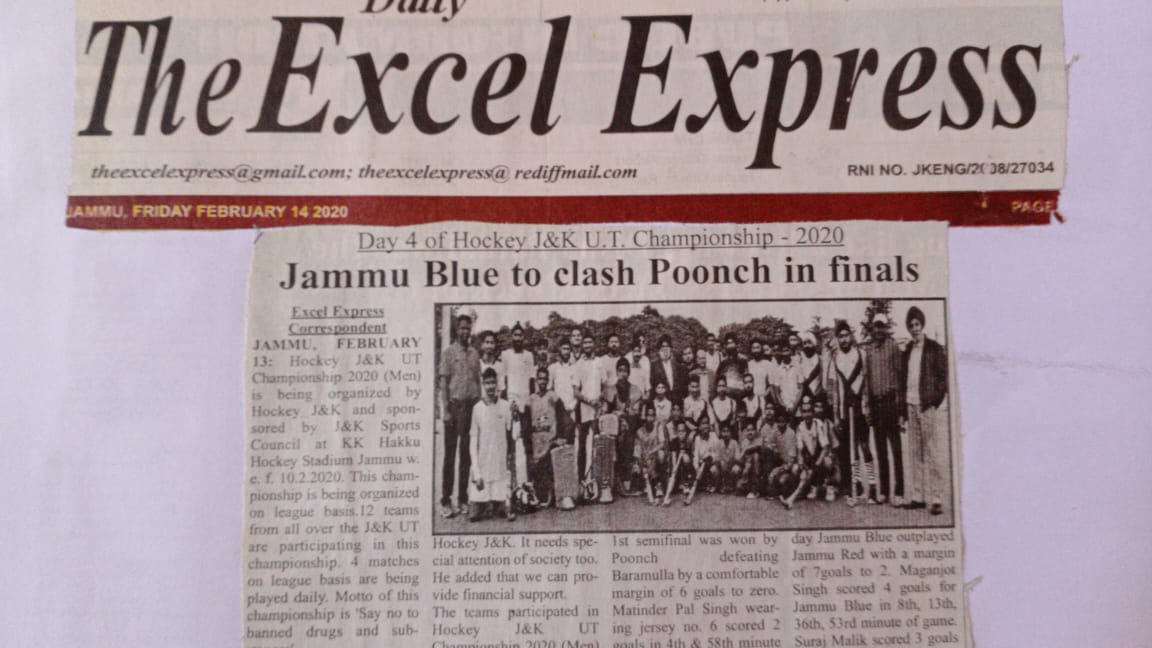 Daily
The Excel Express
theexcelexpress@gmail.com; theexcelexpress@ rediffmail.com
RNI NO. JKENG/2008/27034
JAMMU, FRIDAY FEBRUARY 14 2020
PAGE
Day 4 of Hockey J&K U.T. Championship - 2020
Jammu Blue to clash Poonch in finals
Excel Express
Correspondent
JAMMU, FEBRUARY
13: Hockey J&K UT
Championship 2020 (Men)
is being organized by
Hockey J&K and spon-
sored by J&K Sports
Council at KK Hakku
Hockey Stadium Jammu w.
e. f. 10.2.2020. This cham-
pionship is being organized
on league basis.12 teams
from all over the J&K UT
are participating in this
championship. 4 matches
on league basis are being
played daily. Motto of this
championship is 'Say no to
banned drugs and sub-
Hockey J&K. It needs spe-
cial attention of society too.
He added that we can pro-
vide financial support.
The teams participated in
Hockey J&K UT
Championship 2020 (Men)
1st semifinal was won by
Poonch defeating
Baramulla by a comfortable
margin of 6 goals to zero.
Matinder Pal Singh wear-
ing jersey no. 6 scored 2
goals in 4th & 58th minute
day Jammu Blue outplayed
Jammu Red with a margin
of 7goals to 2. Maganjot
Singh scored 4 goals for
Jammu Blue in 8th, 13th,
36th, 53rd minute of game.
Suraj Malik scored 3 goals